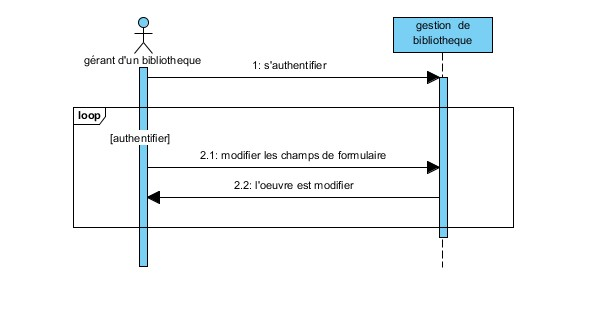 gestion de
bibliotheque
gérant d'un bibliotheque
1: s'authentifier
loop
[authentifier]
2.1: modifier les champs de formulaire
2.2: l'oeuvre est modifier